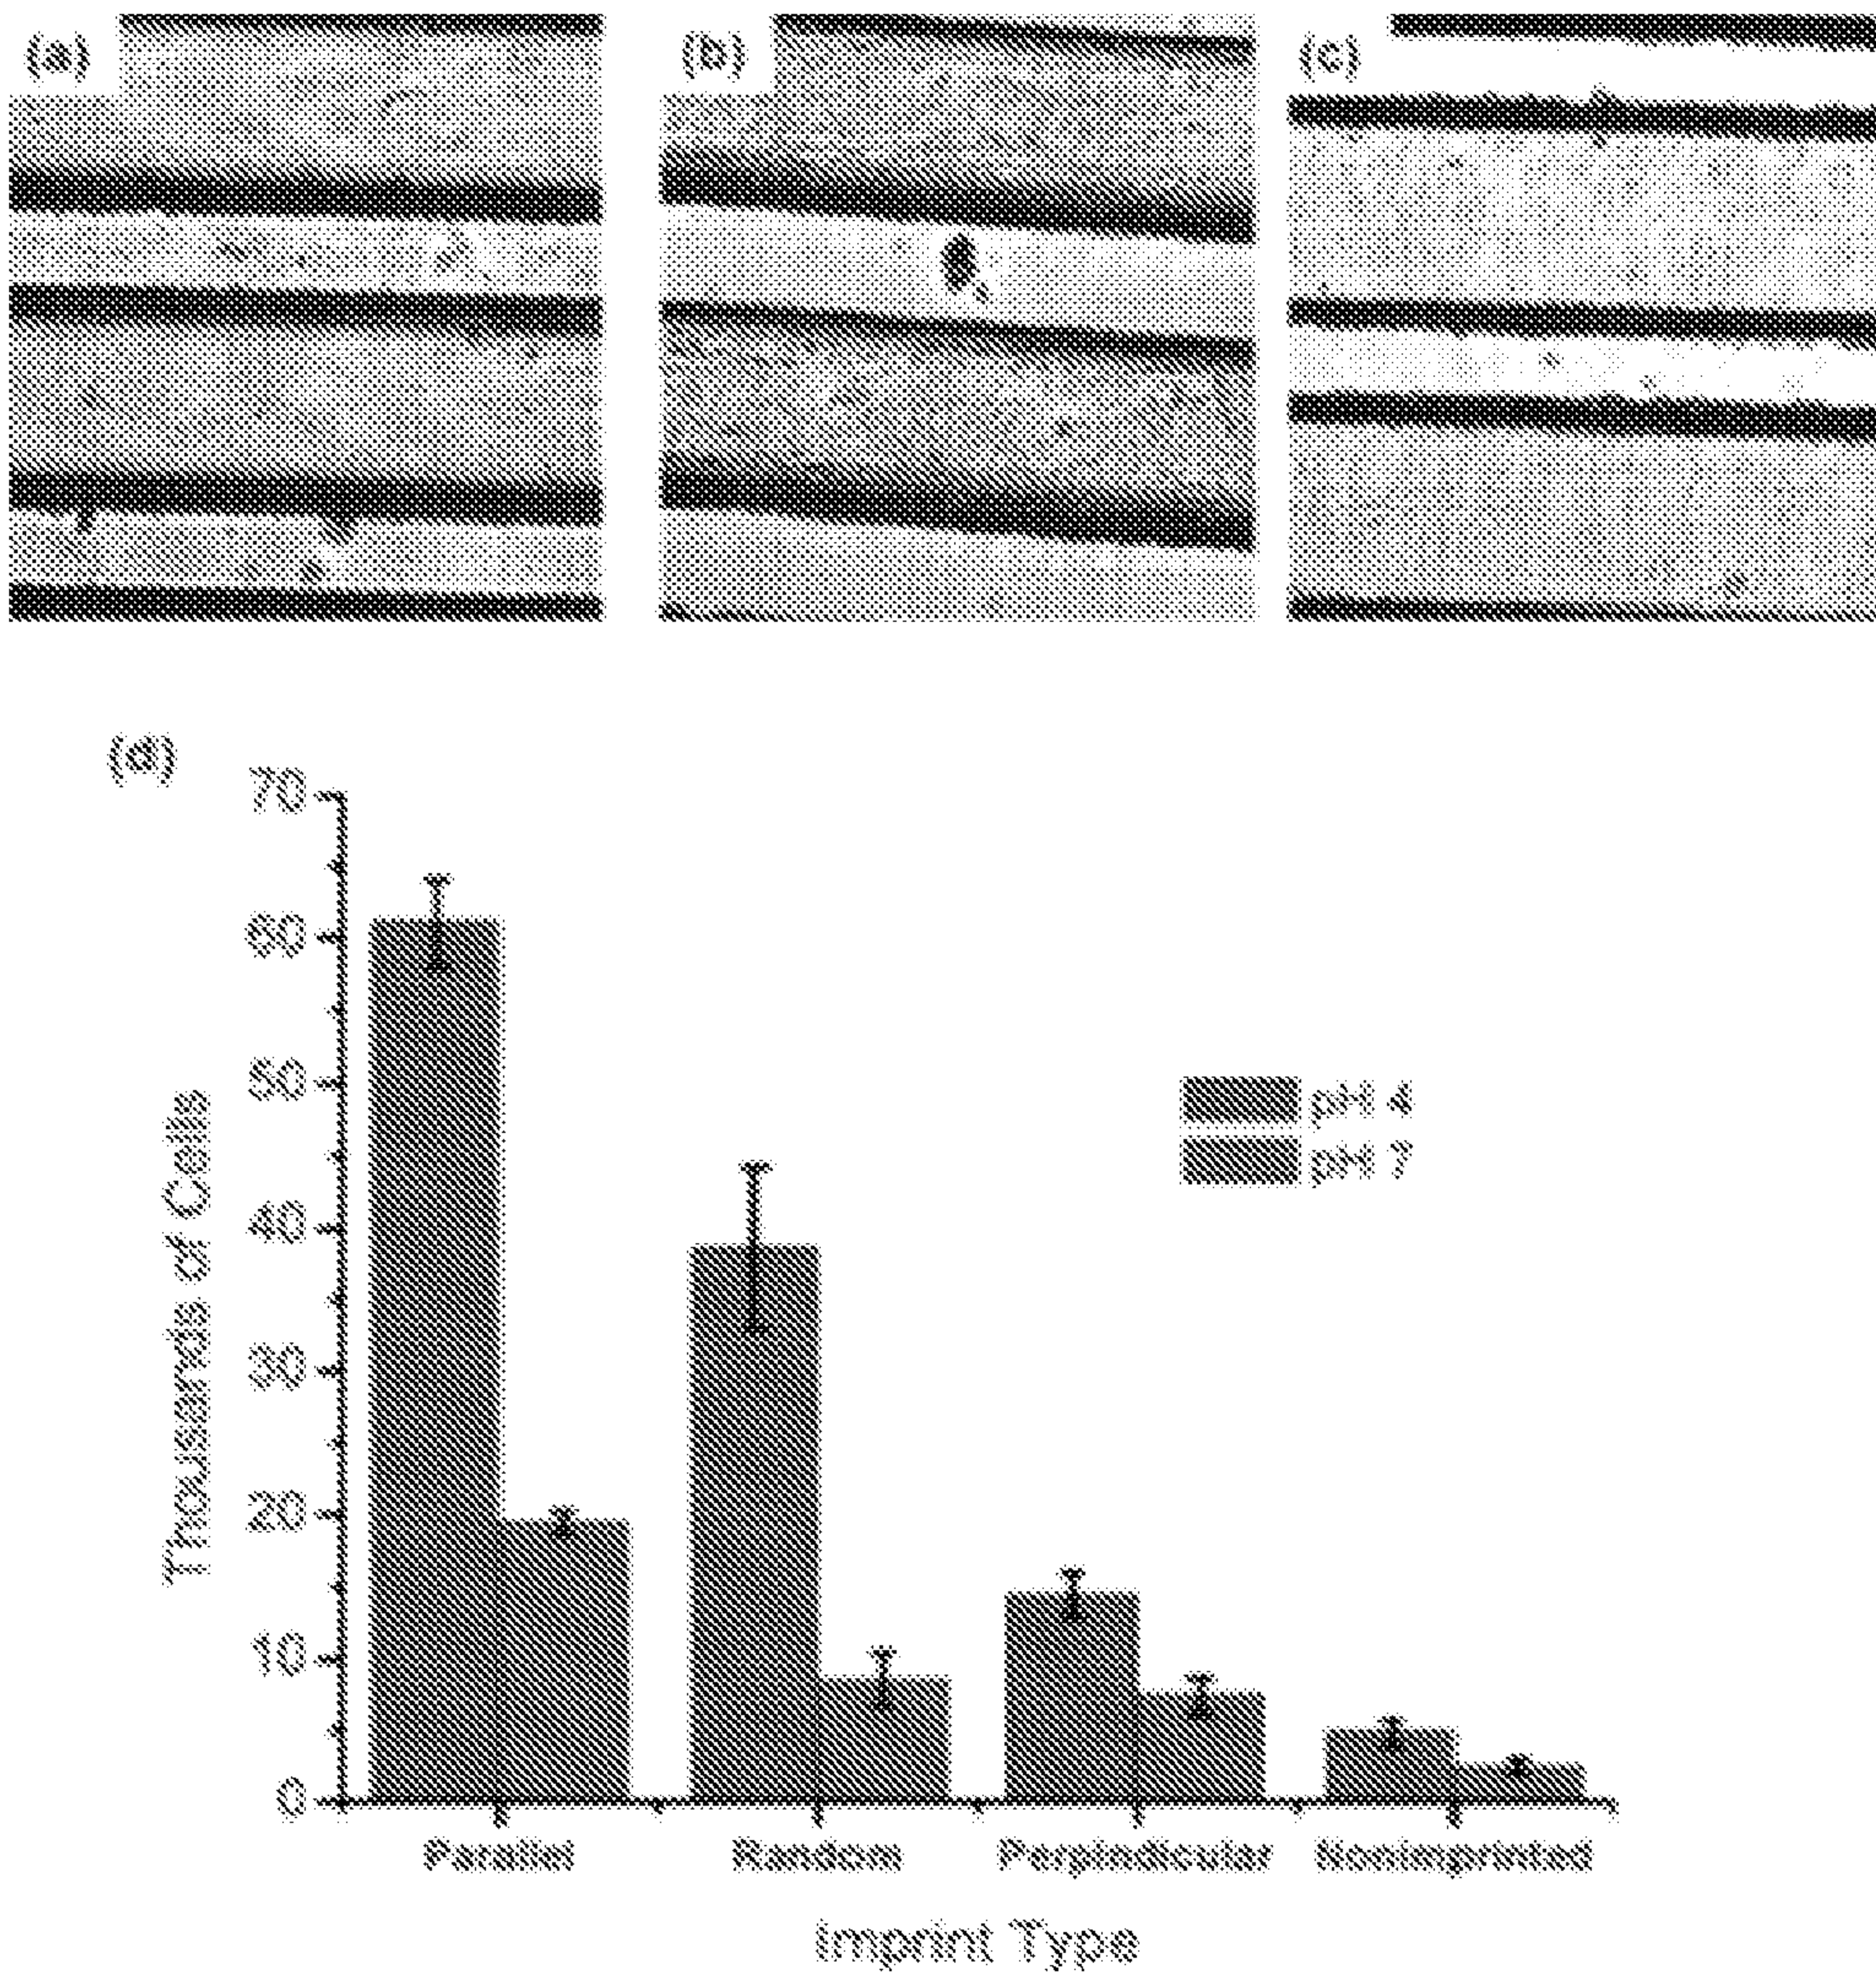 (a)
(b)
(c)
(d)
70
60
50
40
30
20
10
0
Thousands of Cells
pH 4
pH 7
Parallel
Random
Perpindicular
Nonimprinted
Imprint Type